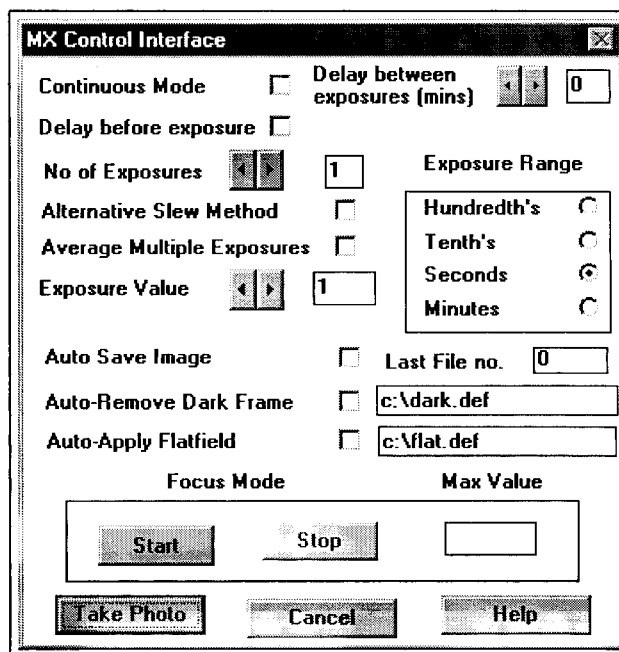 MX Control Interface
Continuous Mode
Delay between
exposures (mins)
0
Delay before exposure
No of Exposures
1
Exposure Range
Alternative Slew Method
Hundredth's
Average Multiple Exposures
Tenth's
Exposure Value
1
Seconds
Minutes
Auto Save Image
Last File no.
0
Auto-Remove Dark Frame
c:\dark.def
Auto-Apply Flatfield
c:\flat.def
Focus Mode
Max Value
Start
Stop
Take Photo
Cancel
Help